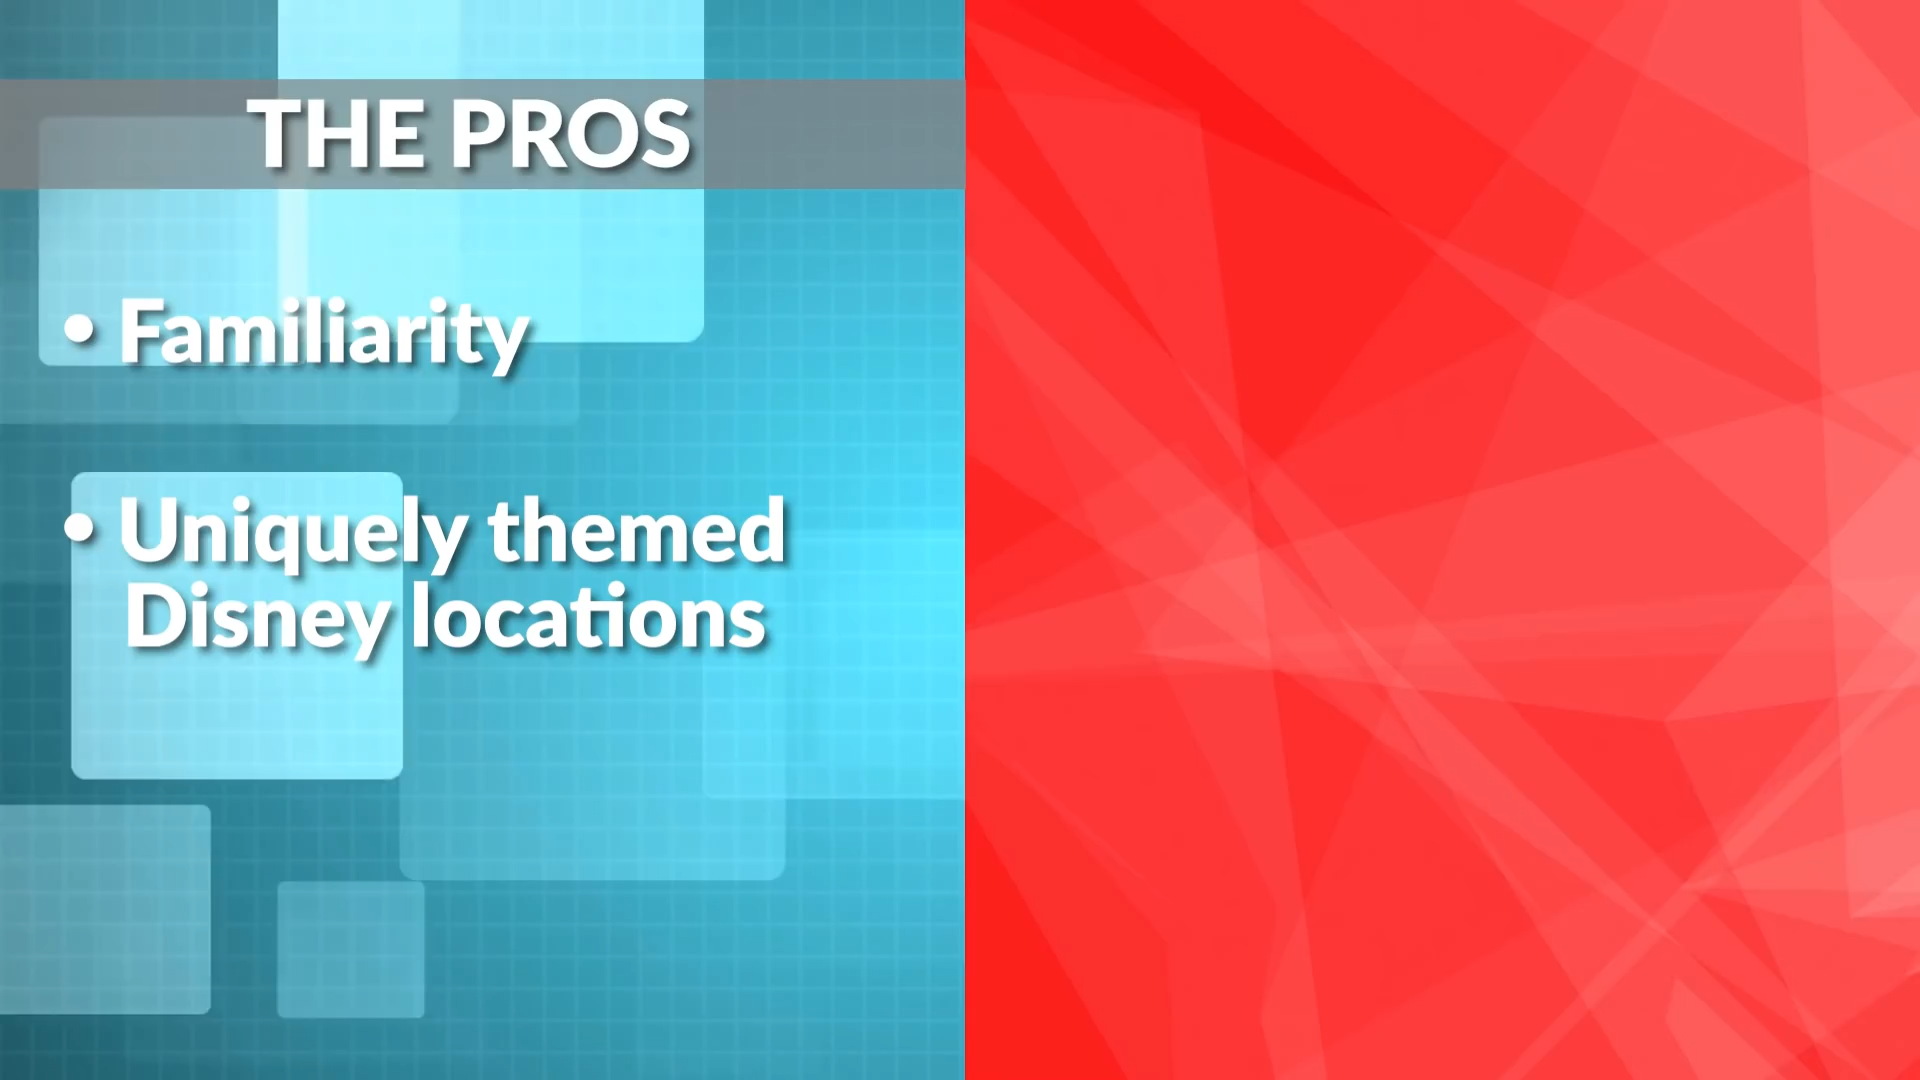 THE PROS
• Familiarity
• Uniquely themed
Disney locations